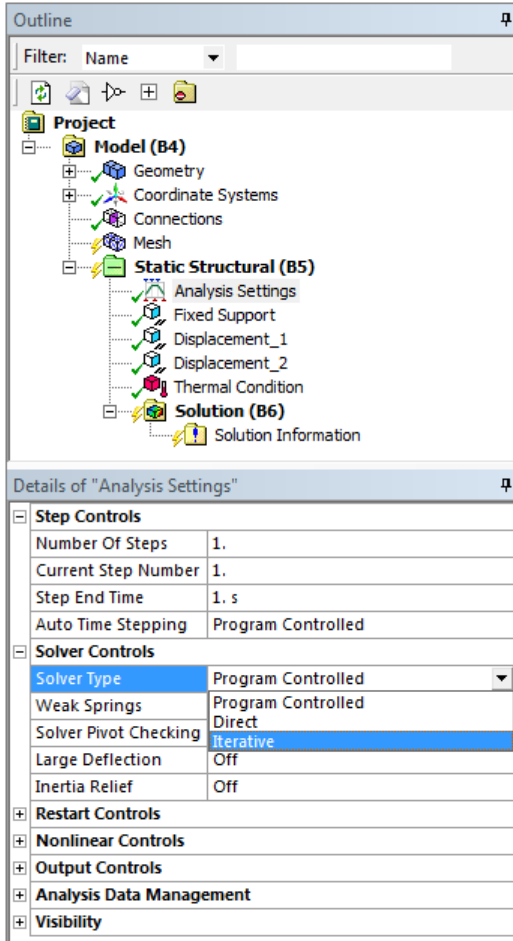 Outline
Filter: Name
Project
Model (B4)
Geometry
Coordinate Systems
Connections
Mesh
Static Structural (B5)
Analysis Settings
Fixed Support
Displacement_1
Displacement_2
Thermal Condition
Solution (B6)
Solution Information
Details of "Analysis Settings"
Step Controls
Number Of Steps 1.
Current Step Number 1.
Step End Time 1. s
Auto Time Stepping Program Controlled
Solver Controls
Solver Type Program Controlled
Weak Springs Program Controlled
Solver Pivot Checking Direct
Iterative
Large Deflection Off
Inertia Relief Off
Restart Controls
Nonlinear Controls
Output Controls
Analysis Data Management
Visibility